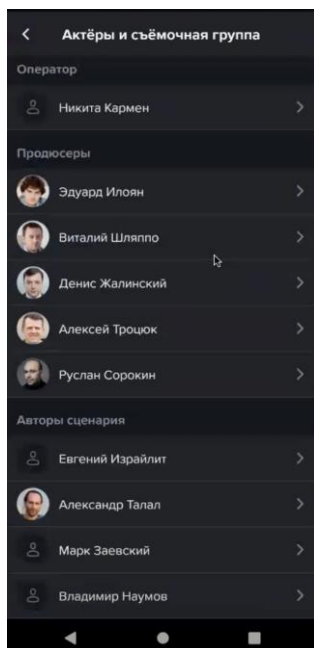 Актёры и съёмочная группа
Оператор
Никита Кармен
Продюсеры
Эдуард Илоян
Виталий Шляппо
Денис Жалинский
Алексей Троцюк
Руслан Сорокин
Авторы сценария
Евгений Израйлит
Александр Талал
Марк Заевский
Владимир Наумов